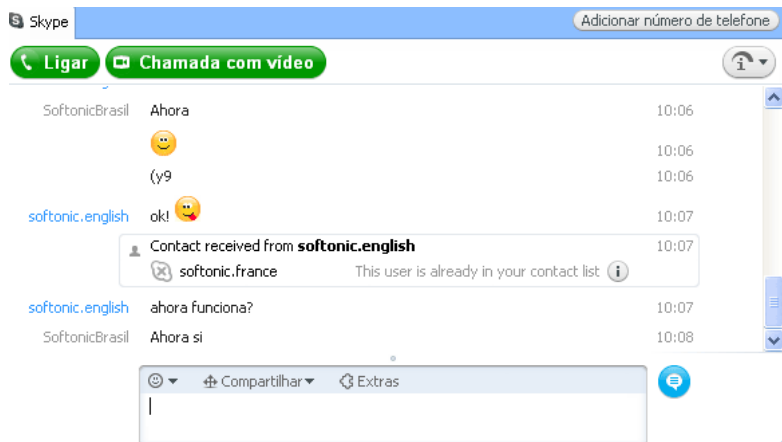 Skype
Adicionar número de telefone
Ligar
Chamada com vídeo
SoftonicBrasil Ahora 10:06
10:06
(y9 10:06
softonic.english ok! 10:07
Contact received from softonic.english 10:07
softonic.france This user is already in your contact list
softonic.english ahora funciona? 10:07
SoftonicBrasil Ahora si 10:08
Compartilhar Extras